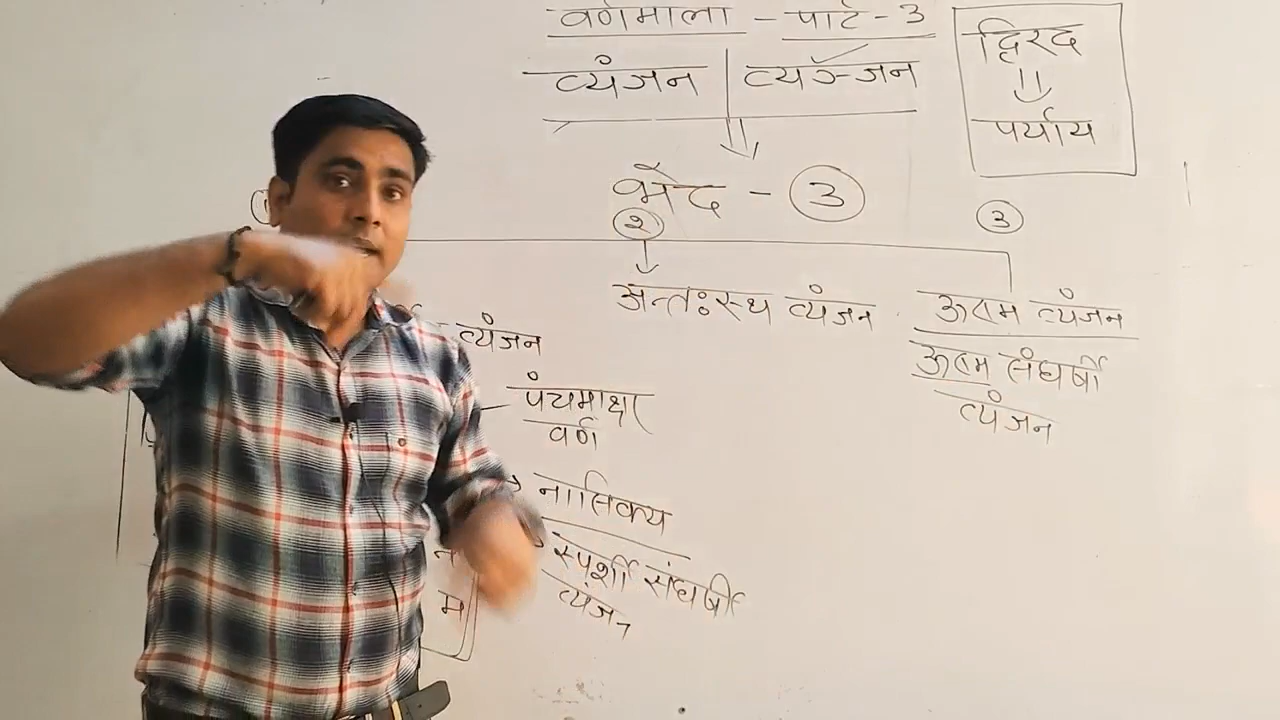 वर्णमाला - पार्ट - 3
व्यंजन | व्यञ्जन
द्विरद
पर्याय
भेद - 3
2
3
अन्तःस्थ व्यंजन
ऊष्म व्यंजन
ऊष्म संघर्षी
व्यंजन
व्यंजन
पंचमाक्षर
वर्ण
नासिक्य
स्पर्शी संघर्षी
व्यंजन
न
म